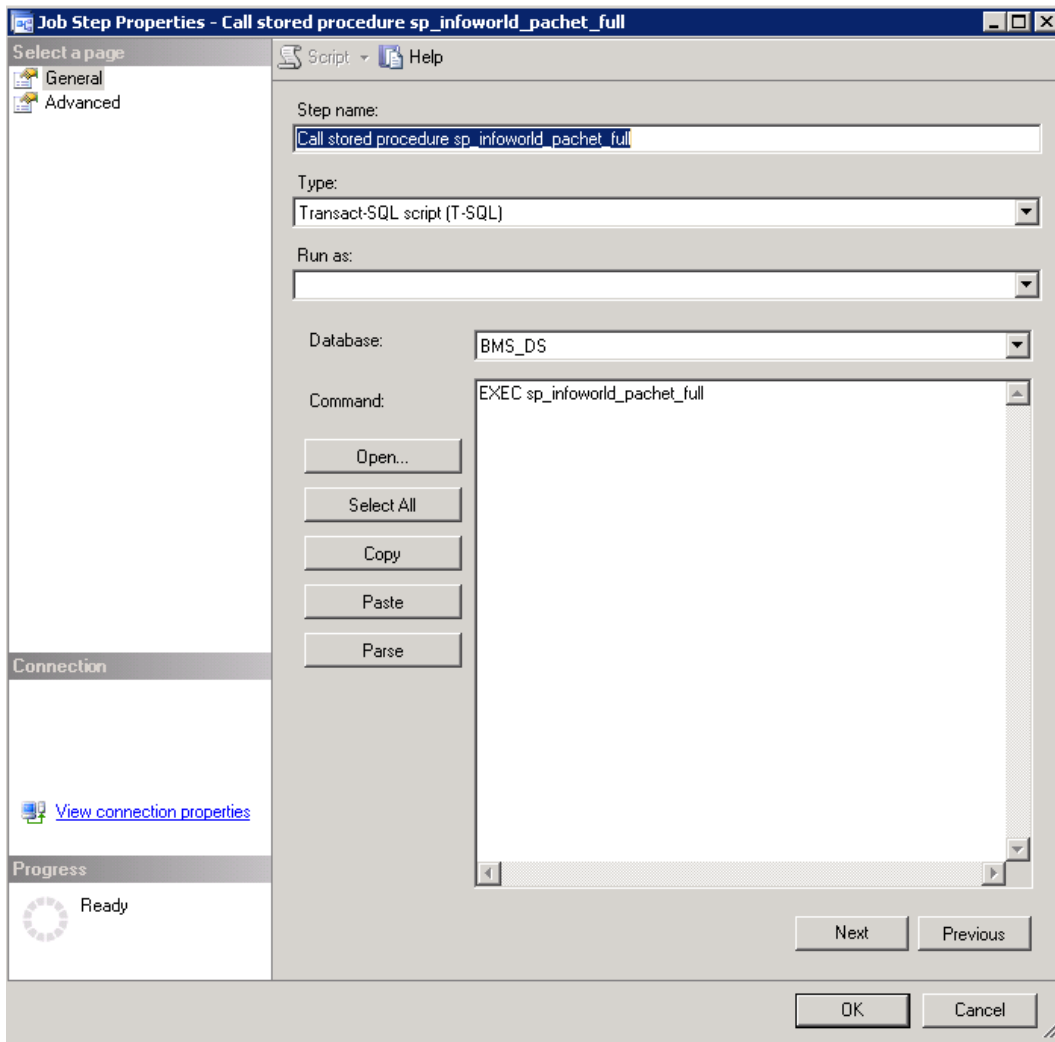 Job Step Properties - Call stored procedure sp_infoworld_pachet_full
Select a page
General
Advanced
Script
Help
Step name:
Call stored procedure sp_infoworld_pachet_full
Type:
Transact-SQL script (T-SQL)
Run as:
Database:
BMS_DS
Command:
EXEC sp_infoworld_pachet_full
Open...
Select All
Copy
Paste
Parse
Connection
View connection properties
Progress
Ready
Next
Previous
OK
Cancel